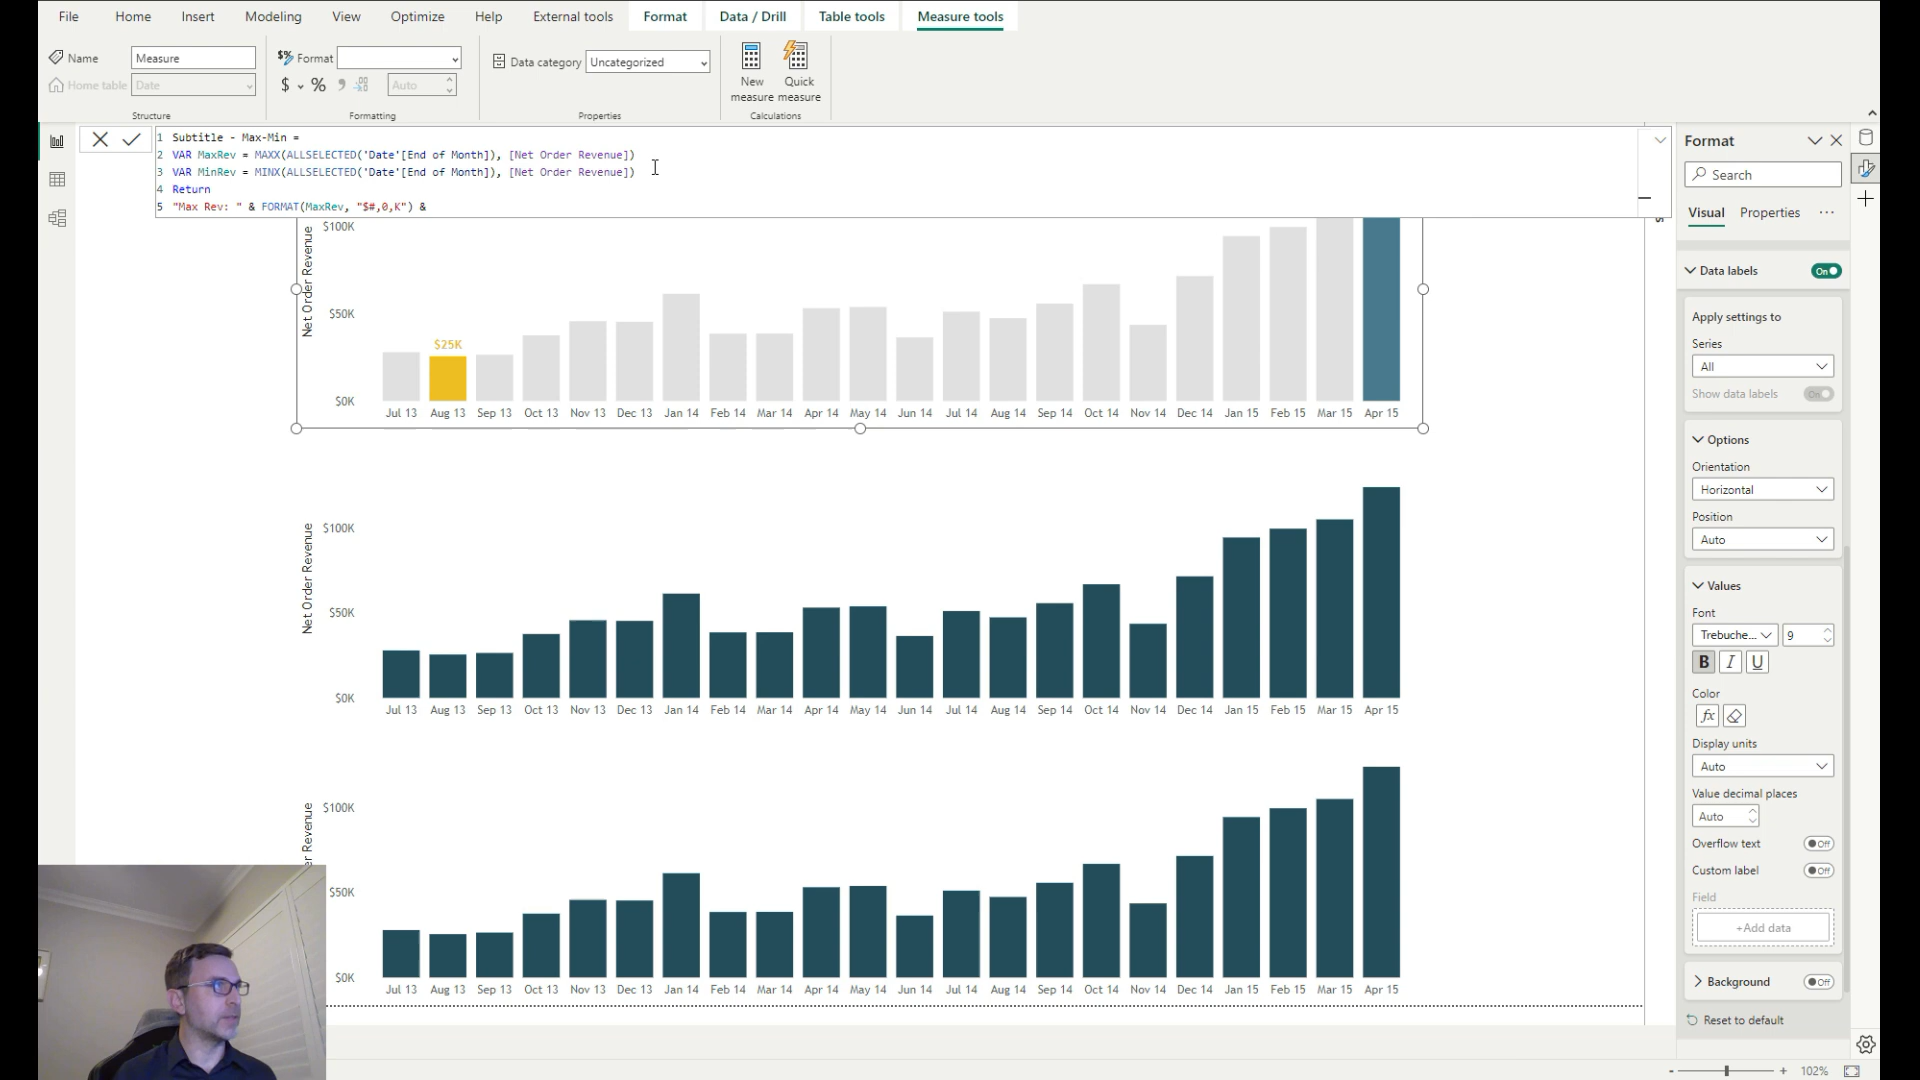 File Home Insert Modeling View Optimize Help External tools Format Data / Drill Table tools Measure tools
Name Measure
Home table Date
Structure
$% Format
$ % Auto
Formatting
Data category Uncategorized
Properties
New measure
Quick measure
Calculations
1 Subtitle - Max-Min =
2 VAR MaxRev = MAXX(ALLSELECTED('Date'[End of Month]), [Net Order Revenue])
3 VAR MinRev = MINX(ALLSELECTED('Date'[End of Month]), [Net Order Revenue])
4 Return
5 "Max Rev: " & FORMAT(MaxRev, "$#,0,K") &
Net Order Revenue
$100K
$50K
$25K
$0K
Jul 13 Aug 13 Sep 13 Oct 13 Nov 13 Dec 13 Jan 14 Feb 14 Mar 14 Apr 14 May 14 Jun 14 Jul 14 Aug 14 Sep 14 Oct 14 Nov 14 Dec 14 Jan 15 Feb 15 Mar 15 Apr 15
Net Order Revenue
$100K
$50K
$0K
Jul 13 Aug 13 Sep 13 Oct 13 Nov 13 Dec 13 Jan 14 Feb 14 Mar 14 Apr 14 May 14 Jun 14 Jul 14 Aug 14 Sep 14 Oct 14 Nov 14 Dec 14 Jan 15 Feb 15 Mar 15 Apr 15
er Revenue
$100K
$50K
$0K
Jul 13 Aug 13 Sep 13 Oct 13 Nov 13 Dec 13 Jan 14 Feb 14 Mar 14 Apr 14 May 14 Jun 14 Jul 14 Aug 14 Sep 14 Oct 14 Nov 14 Dec 14 Jan 15 Feb 15 Mar 15 Apr 15
Format
Search
Visual Properties ...
Data labels On
Apply settings to
Series
All
Show data labels On
Options
Orientation
Horizontal
Position
Auto
Values
Font
Trebuche... 9
B I U
Color
fx
Display units
Auto
Value decimal places
Auto
Overflow text Off
Custom label Off
Field
+Add data
Background Off
Reset to default
- + 102%